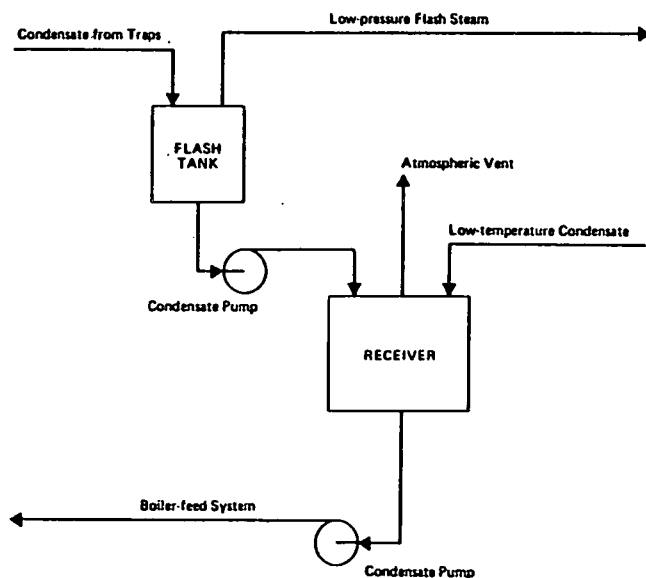 Low-pressure Flash Steam
Condensate from Traps
FLASH
TANK
Atmospheric Vent
Low-temperature Condensate
Condensate Pump
RECEIVER
Boiler-feed System
Condensate Pump